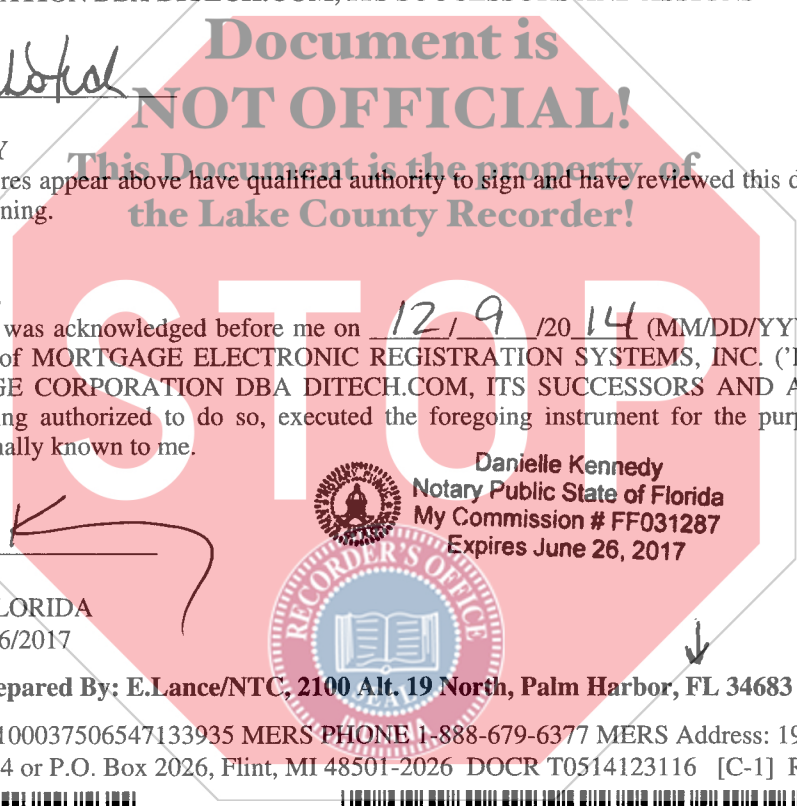 Document is
NOT OFFICIAL!
Y
This Document is the property of
res appear above have qualified authority to sign and have reviewed this d
ning.
the Lake County Recorder!
STOP
was acknowledged before me on 12/ 9 /20 14 (MM/DD/YY
of MORTGAGE ELECTRONIC REGISTRATION SYSTEMS, INC. ('
GE CORPORATION DBA DITECH.COM, ITS SUCCESSORS AND A
ng authorized to do so, executed the foregoing instrument for the purp
nally known to me.
Danielle Kennedy
Notary Public State of Florida
My Commission # FF031287
Expires June 26, 2017
RECORDER'S OFFICE
SEAL
LORIDA
6/2017
epared By: E.Lance/NTC, 2100 Alt. 19 North, Palm Harbor, FL 34683
100037506547133935 MERS PHONE 1-888-679-6377 MERS Address: 19
4 or P.O. Box 2026, Flint, MI 48501-2026 DOCR T0514123116 [C-1]